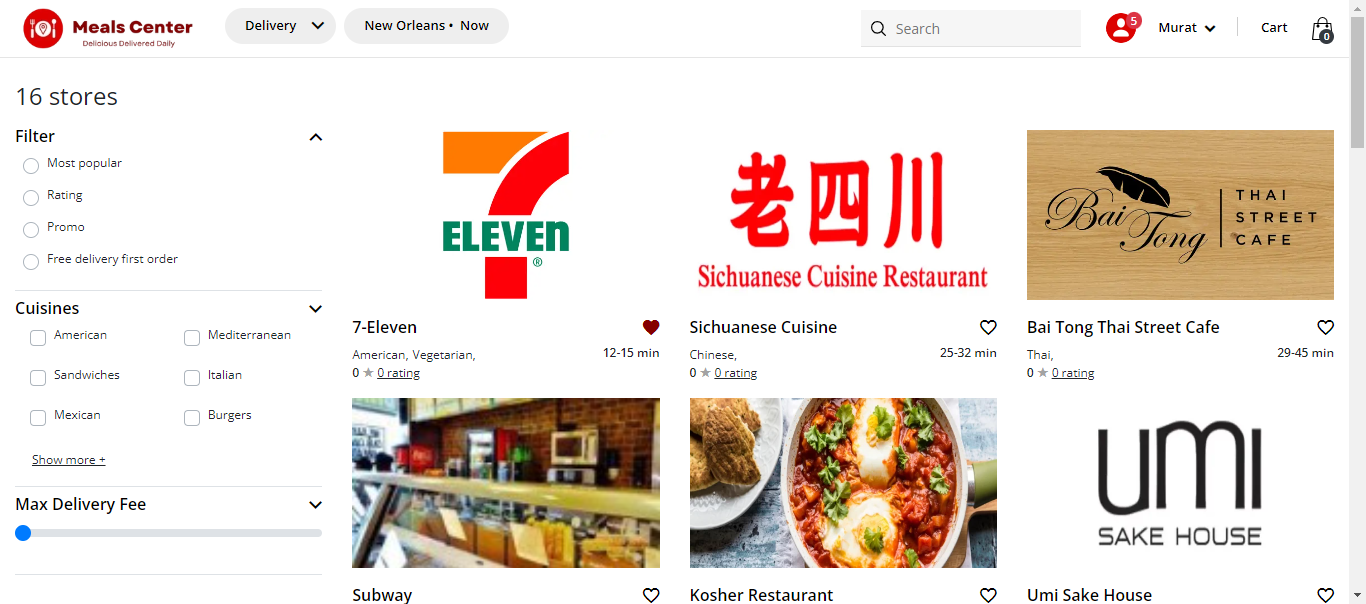 Meals Center
Delicious Delivered Daily
Delivery
New Orleans • Now
Search
5
Murat
Cart
0
16 stores
Filter
Most popular
Rating
Promo
Free delivery first order
Cuisines
American
Mediterranean
Sandwiches
Italian
Mexican
Burgers
Show more +
Max Delivery Fee
7
ELEVEn
®
7-Eleven
American, Vegetarian,
12-15 min
0 ★ 0 rating
老四川
Sichuanese Cuisine Restaurant
Sichuanese Cuisine
Chinese,
25-32 min
0 ★ 0 rating
Bai Tong
THAI
STREET
CAFE
Bai Tong Thai Street Cafe
Thai,
29-45 min
0 ★ 0 rating
Subway
Kosher Restaurant
umi
SAKE HOUSE
Umi Sake House